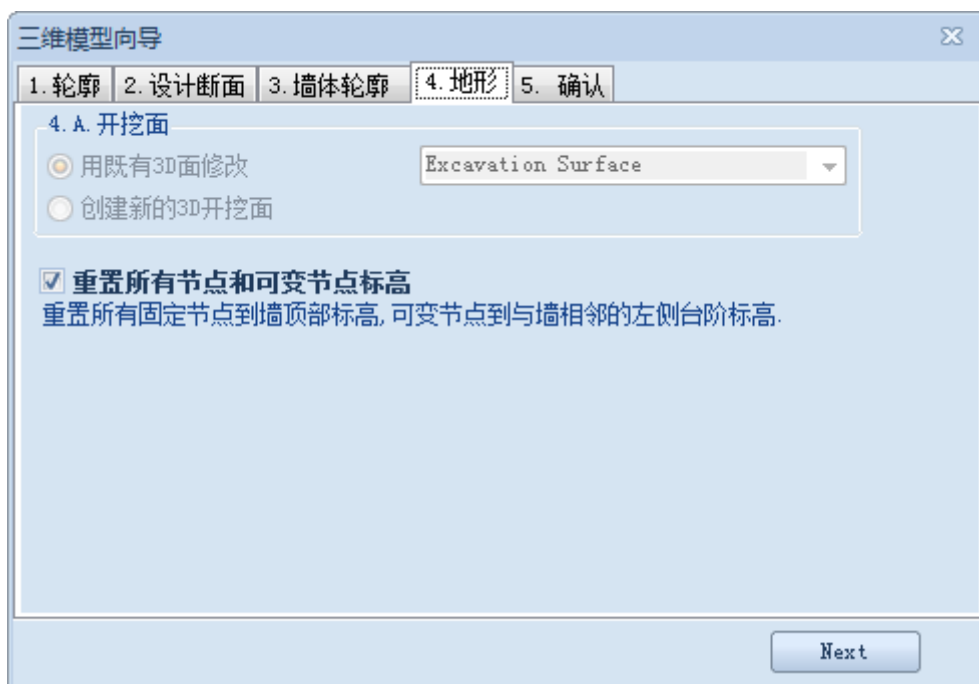 三维模型向导
1.轮廓 2.设计断面 3.墙体轮廓 4.地形 5. 确认
4. A. 开挖面
用既有3D面修改 Excavation Surface
创建新的3D开挖面
重置所有节点和可变节点标高
重置所有固定节点到墙顶部标高,可变节点到与墙相邻的左侧台阶标高.
Next